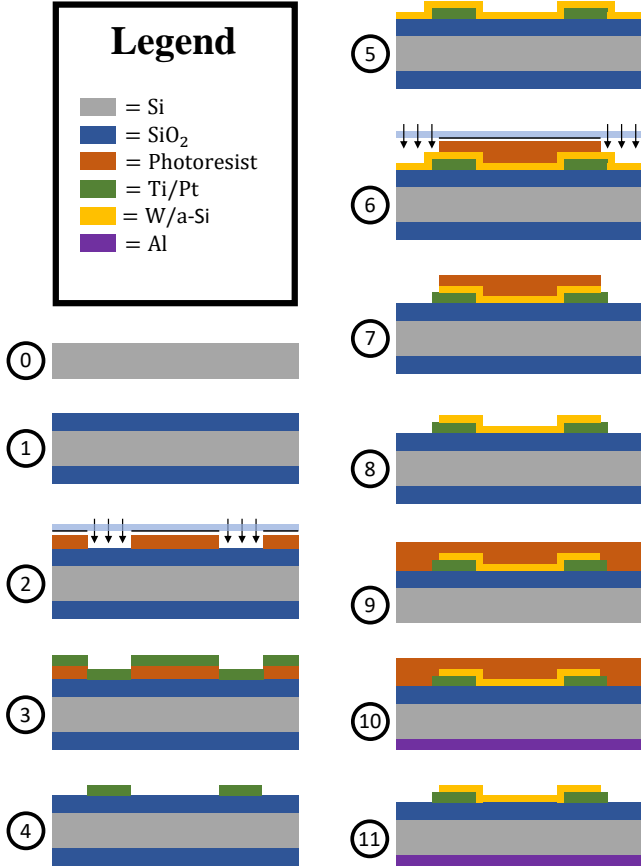 Legend
= Si
= SiO₂
= Photoresist
= Ti/Pt
= W/a-Si
= Al
0
1
2
3
4
5
6
7
8
9
10
11